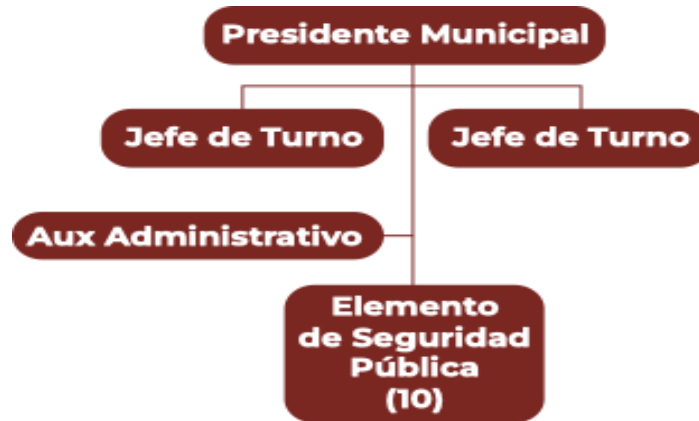 Presidente Municipal
Jefe de Turno
Jefe de Turno
Aux Administrativo
Elemento
de Seguridad
Pública
(10)